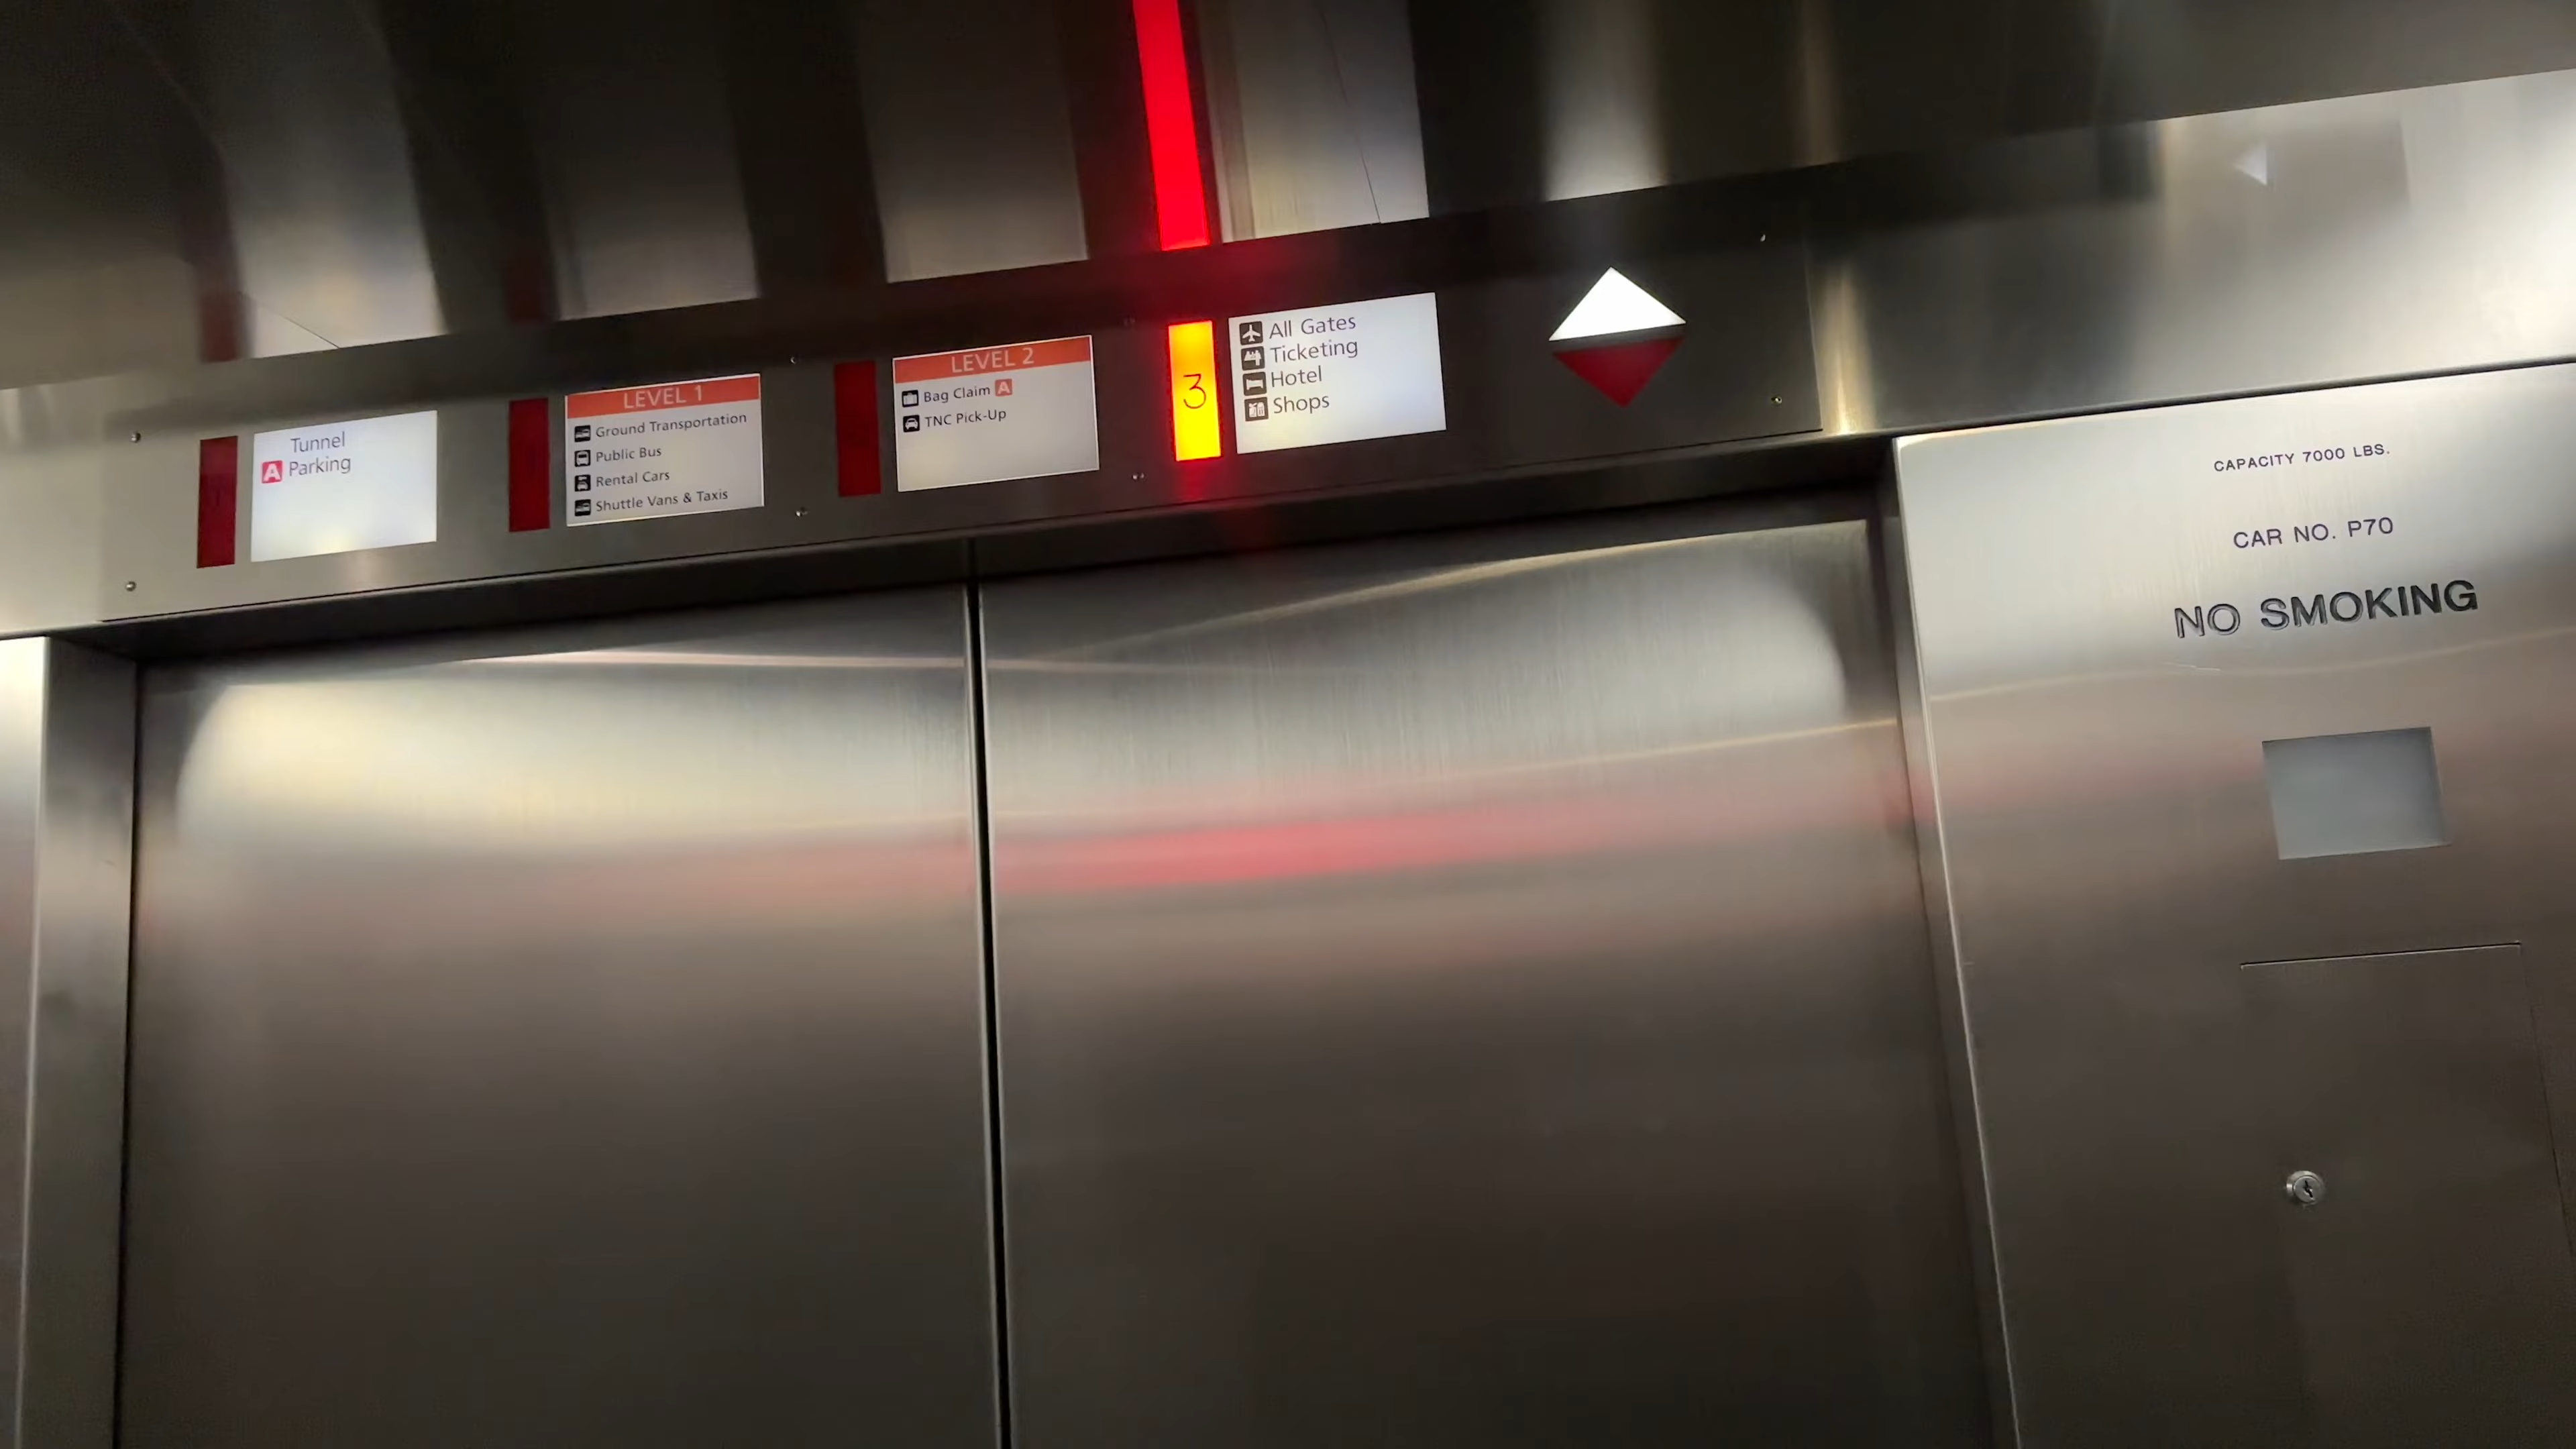 Tunnel
A Parking
LEVEL 1
Ground Transportation
Public Bus
Rental Cars
Shuttle Vans & Taxis
LEVEL 2
Bag Claim A
TNC Pick-Up
3
All Gates
Ticketing
Hotel
Shops
CAPACITY 7000 LBS.
CAR NO. P70
NO SMOKING